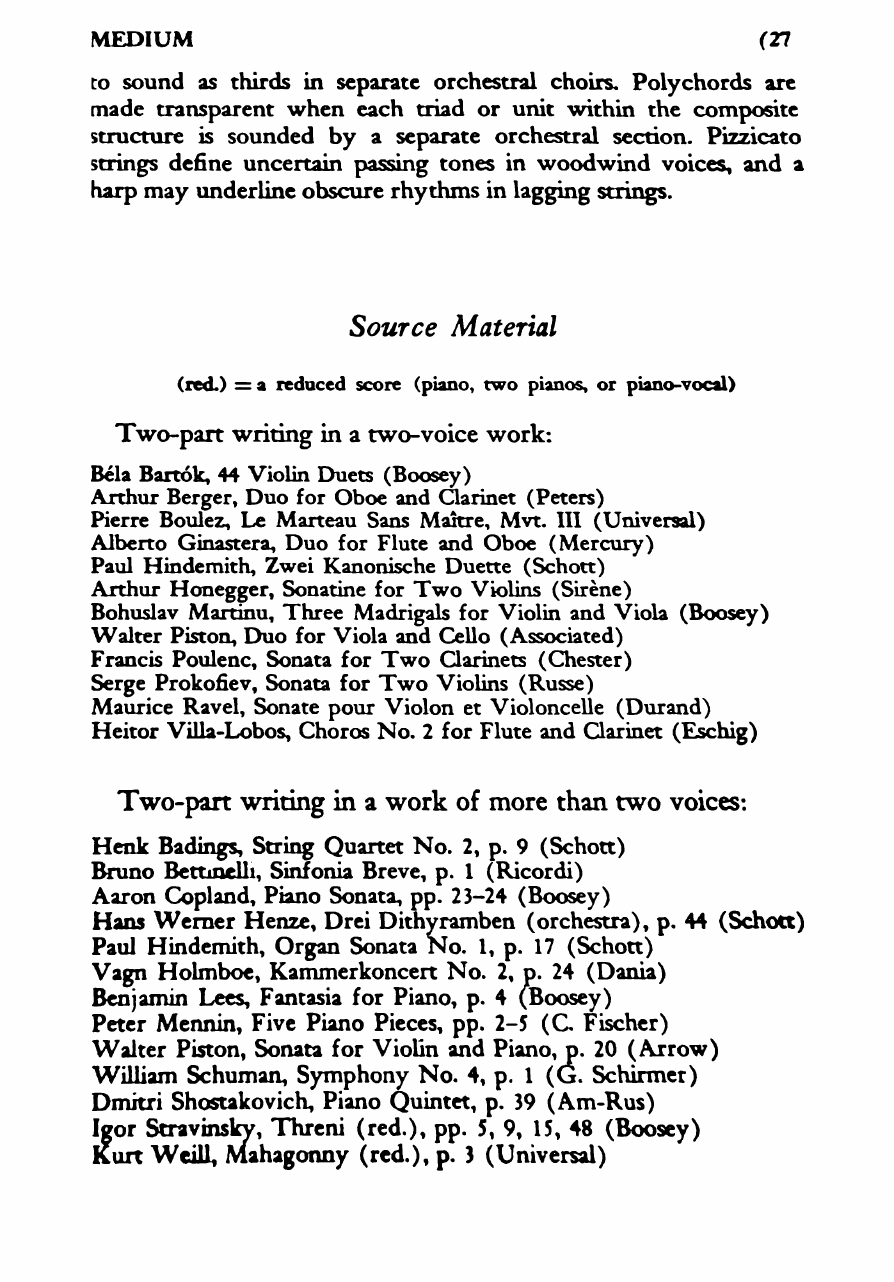 MEDIUM (27
to sound as thirds in separate orchestral choirs. Polychords are
made transparent when each triad or unit within the composite
structure is sounded by a separate orchestral section. Pizzicato
strings define uncertain passing tones in woodwind voices, and a
harp may underline obscure rhythms in lagging strings.
Source Material
(red.) = a reduced score (piano, two pianos, or piano-vocal)
Two-part writing in a two-voice work:
Béla Bartók, 44 Violin Duets (Boosey)
Arthur Berger, Duo for Oboe and Clarinet (Peters)
Pierre Boulez, Le Marteau Sans Maître, Mvt. III (Universal)
Alberto Ginastera, Duo for Flute and Oboe (Mercury)
Paul Hindemith, Zwei Kanonische Duette (Schott)
Arthur Honegger, Sonatine for Two Violins (Sirène)
Bohuslav Martinu, Three Madrigals for Violin and Viola (Boosey)
Walter Piston, Duo for Viola and Cello (Associated)
Francis Poulenc, Sonata for Two Clarinets (Chester)
Serge Prokofiev, Sonata for Two Violins (Russe)
Maurice Ravel, Sonate pour Violon et Violoncelle (Durand)
Heitor Villa-Lobos, Choros No. 2 for Flute and Clarinet (Eschig)
Two-part writing in a work of more than two voices:
Henk Badings, String Quartet No. 2, p. 9 (Schott)
Bruno Bettinelli, Sinfonia Breve, p. 1 (Ricordi)
Aaron Copland, Piano Sonata, pp. 23–24 (Boosey)
Hans Werner Henze, Drei Dithyramben (orchestra), p. 44 (Schott)
Paul Hindemith, Organ Sonata No. 1, p. 17 (Schott)
Vagn Holmboe, Kammerkoncert No. 2, p. 24 (Dania)
Benjamin Lees, Fantasia for Piano, p. 4 (Boosey)
Peter Mennin, Five Piano Pieces, pp. 2–5 (C. Fischer)
Walter Piston, Sonata for Violin and Piano, p. 20 (Arrow)
William Schuman, Symphony No. 4, p. 1 (G. Schirmer)
Dmitri Shostakovich, Piano Quintet, p. 39 (Am-Rus)
Igor Stravinsky, Threni (red.), pp. 5, 9, 15, 48 (Boosey)
Kurt Weill, Mahagonny (red.), p. 3 (Universal)